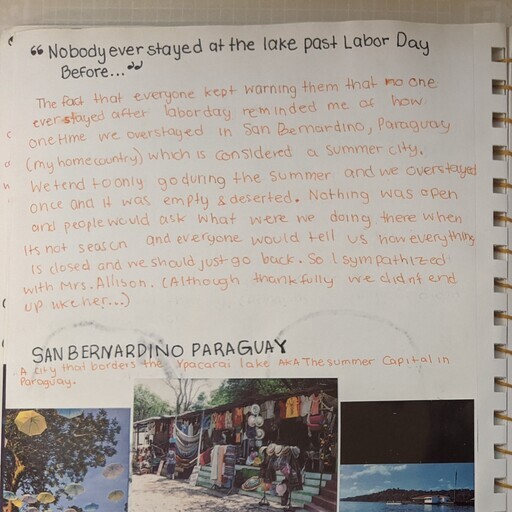 "Nobody ever stayed at the lake past Labor Day
Before..."
The fact that everyone kept warning them that no one
ever stayed after laborday reminded me of how
onetime we overstayed in San Bernardino, Paraguay
(my home country) which is considered a summer city.
We tend to only go during the summer and we overstayed
once and it was empty & deserted. Nothing was open
and people would ask what were we doing there when
its not season and everyone would tell us how everything
is closed and we should just go back. So I sympathized
with Mrs. Allison. (Although thankfully we didnt end
up like her...)
SAN BERNARDINO PARAGUAY
A city that borders the Ypacarai lake AKA The summer Capital in
Paraguay.